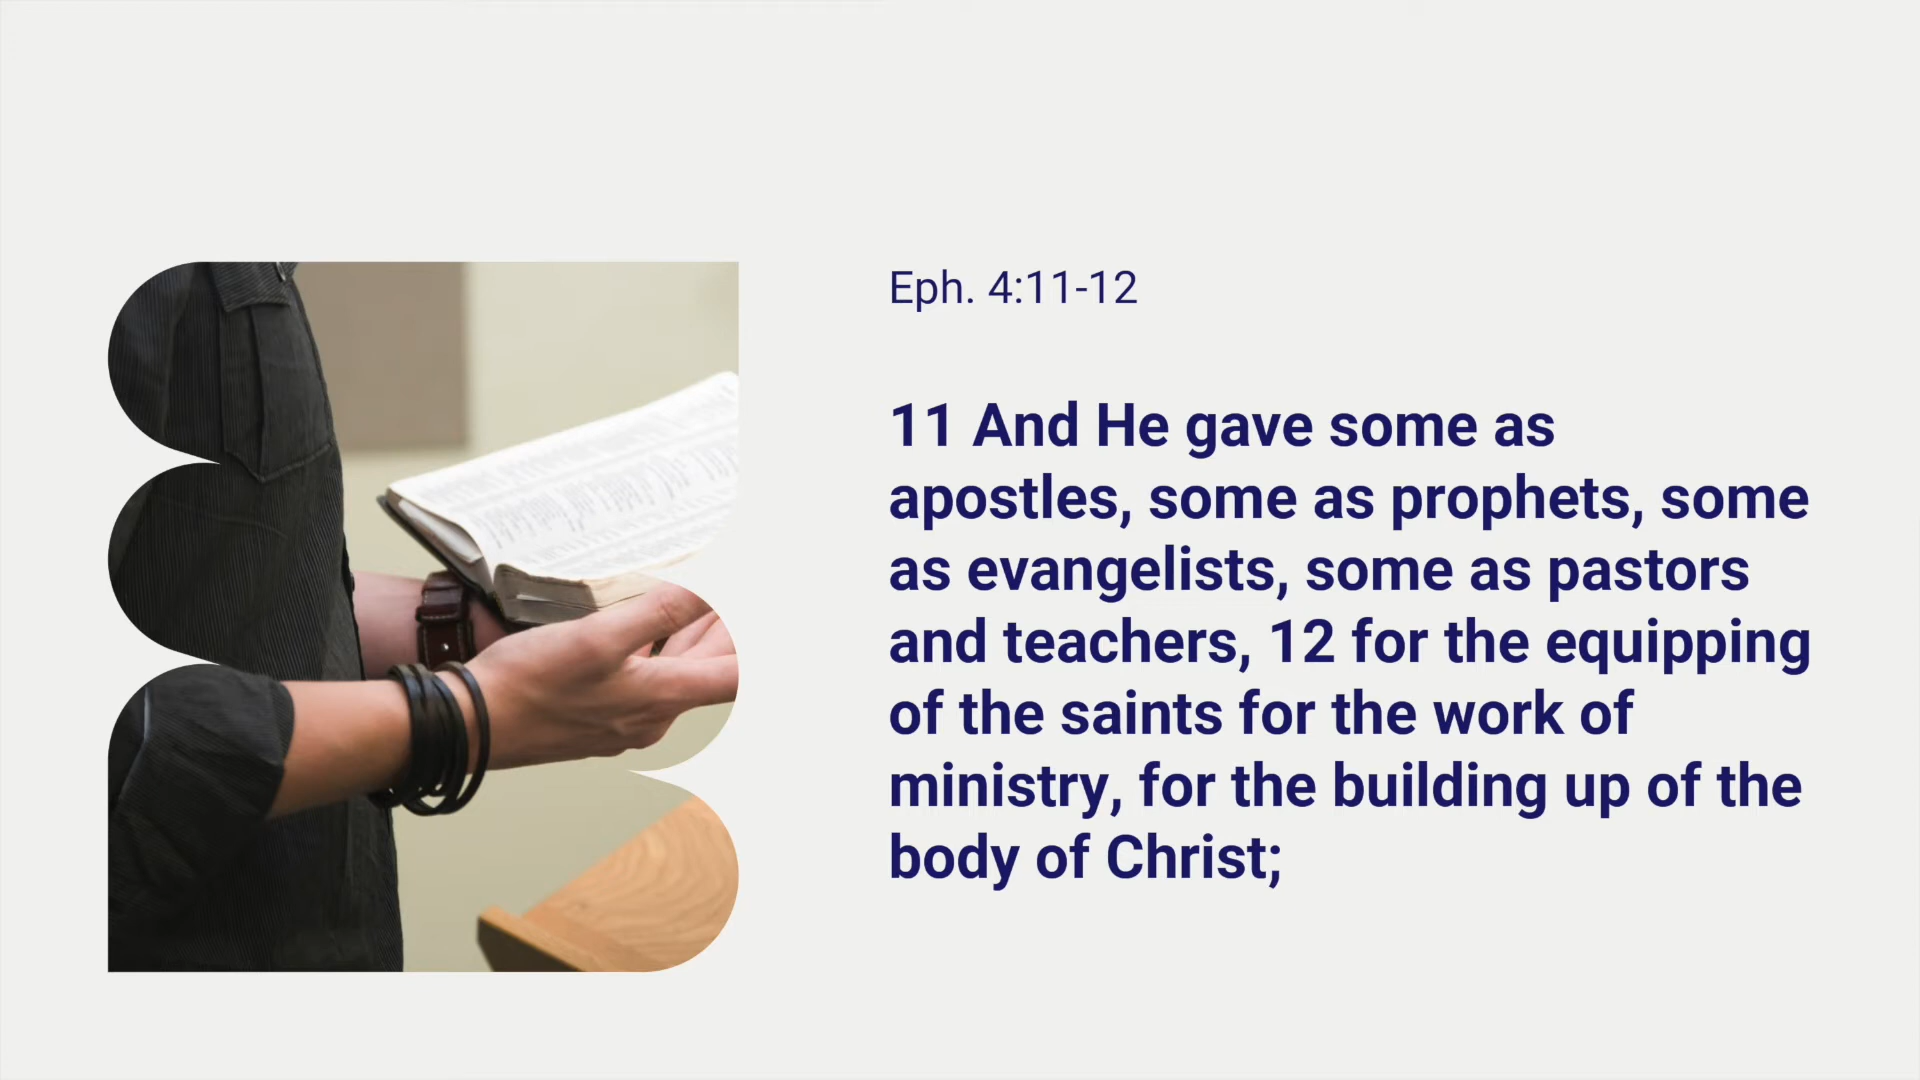 Eph. 4:11-12
11 And He gave some as
apostles, some as prophets, some
as evangelists, some as pastors
and teachers, 12 for the equipping
of the saints for the work of
ministry, for the building up of the
body of Christ;